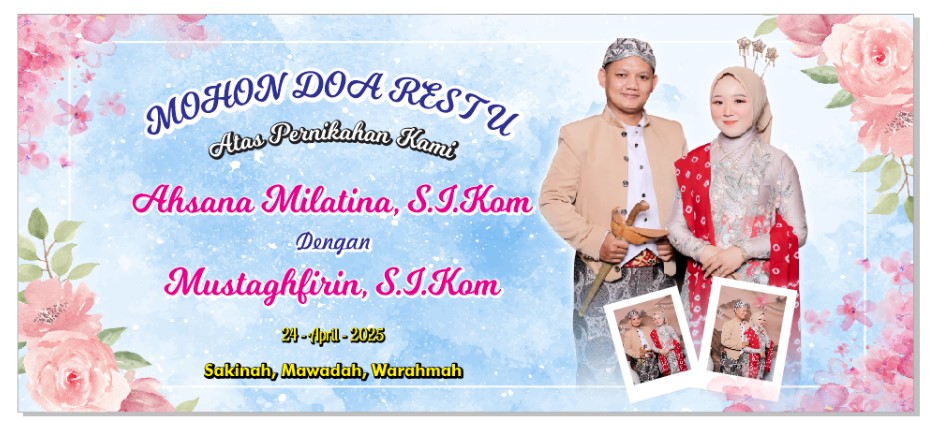 MOHON DOA RESTU
Atas Pernikahan Kami
Ahsana Milatina, S.I.Kom
Dengan
Mustaghfirin, S.I.Kom
24 - April - 2025
Sakinah, Mawadah, Warahmah